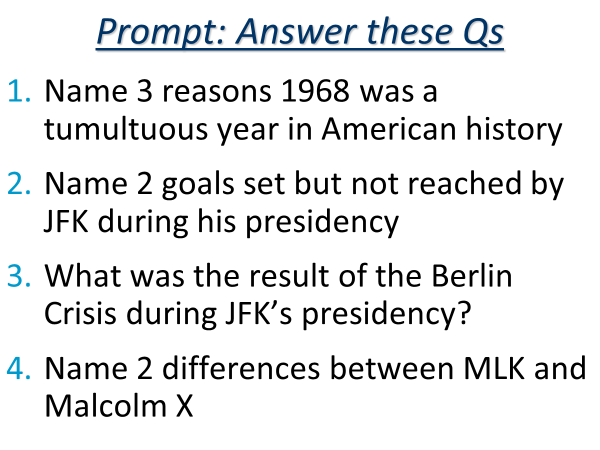 Prompt: Answer these Qs
1. Name 3 reasons 1968 was a
tumultuous year in American history
2. Name 2 goals set but not reached by
JFK during his presidency
3. What was the result of the Berlin
Crisis during JFK’s presidency?
4. Name 2 differences between MLK and
Malcolm X